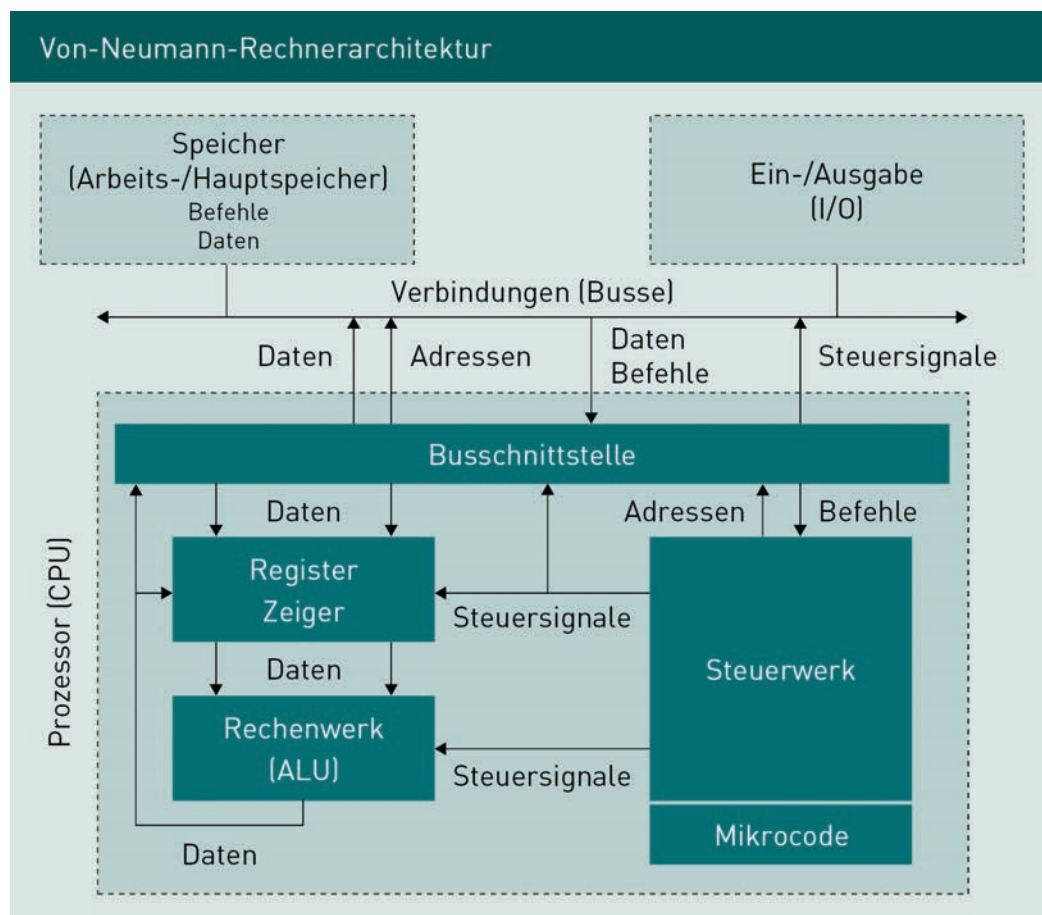 Von-Neumann-Rechnerarchitektur
Speicher
(Arbeits-/Hauptspeicher)
Befehle
Daten
Ein-/Ausgabe
(I/O)
Verbindungen (Busse)
Daten
Adressen
Daten
Befehle
Steuersignale
Prozessor (CPU)
Busschnittstelle
Daten
Adressen
Befehle
Register
Zeiger
Steuersignale
Daten
Steuerwerk
Rechenwerk
(ALU)
Steuersignale
Mikrocode
Daten